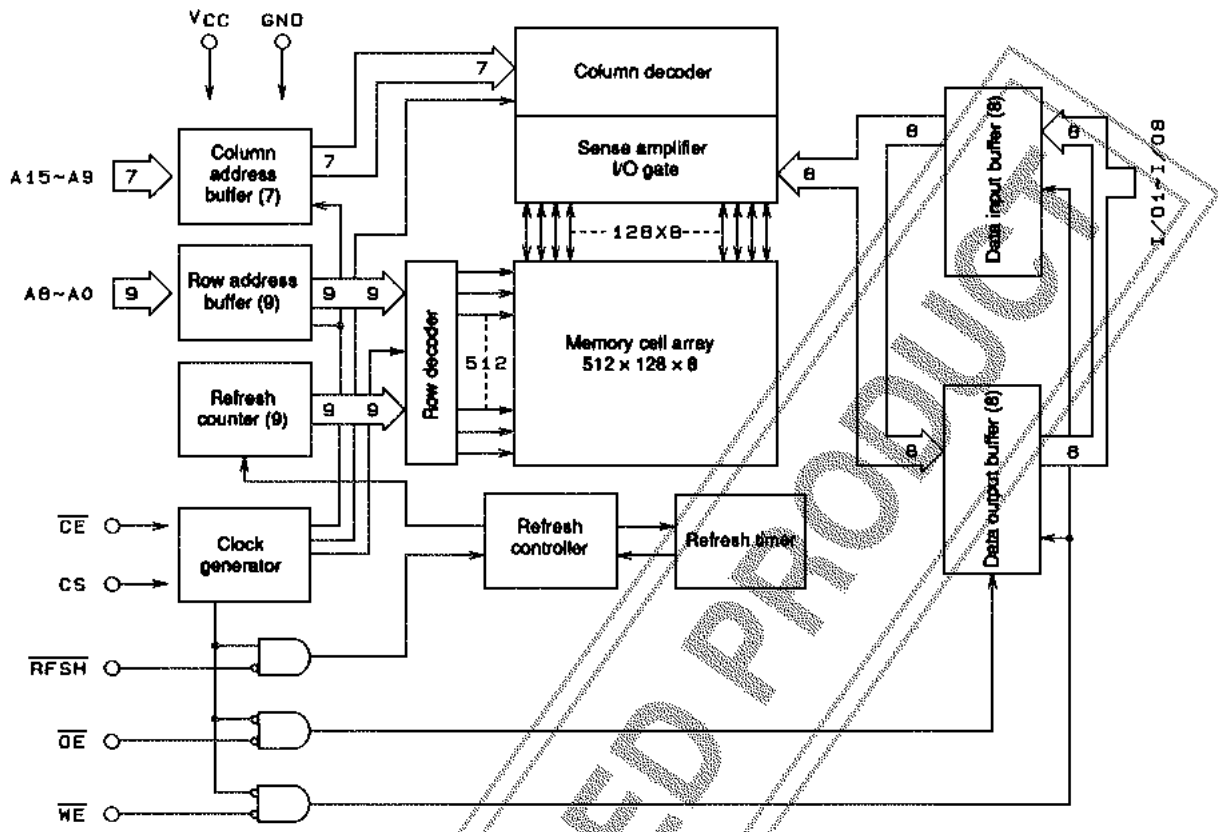 VCC GND
Column decoder
7
Column
address
buffer (7)
7
A15~A9
7
Sense amplifier
I/O gate
8
8
Data input buffer (8)
8
I/O1~I/O8
128X8
A8~A0
9
Row address
buffer (9)
9 9
Row decoder
512
Memory cell array
512 × 128 × 8
Refresh
counter (9)
9 9
8
Data output buffer (8)
8
CE
Clock
generator
Refresh
controller
Refresh timer
CS
RFSH
OE
WE
ED PRODUCT